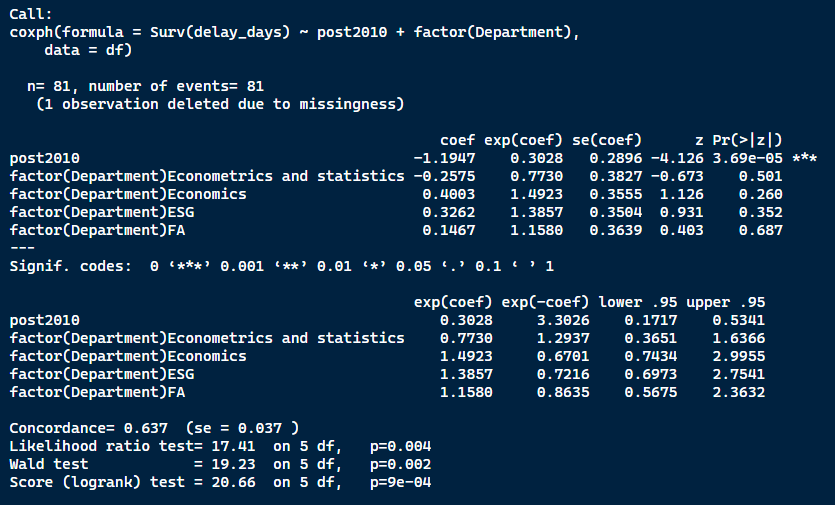 Call:
coxph(formula = Surv(delay_days) ~ post2010 + factor(Department),
    data = df)

  n= 81, number of events= 81
   (1 observation deleted due to missingness)

                                              coef exp(coef) se(coef)      z Pr(>|z|)
post2010                                   -1.1947    0.3028   0.2896 -4.126 3.69e-05 ***
factor(Department)Econometrics and statistics -0.2575    0.7730   0.3827 -0.673    0.501
factor(Department)Economics                 0.4003    1.4923   0.3555  1.126    0.260
factor(Department)ESG                       0.3262    1.3857   0.3504  0.931    0.352
factor(Department)FA                        0.1467    1.1580   0.3639  0.403    0.687
---
Signif. codes:  0 ‘***’ 0.001 ‘**’ 0.01 ‘*’ 0.05 ‘.’ 0.1 ‘ ’ 1

                                              exp(coef) exp(-coef) lower .95 upper .95
post2010                                         0.3028     3.3026    0.1717    0.5341
factor(Department)Econometrics and statistics    0.7730     1.2937    0.3651    1.6366
factor(Department)Economics                      1.4923     0.6701    0.7434    2.9955
factor(Department)ESG                            1.3857     0.7216    0.6973    2.7541
factor(Department)FA                             1.1580     0.8635    0.5675    2.3632

Concordance= 0.637  (se = 0.037 )
Likelihood ratio test= 17.41  on 5 df,   p=0.004
Wald test            = 19.23  on 5 df,   p=0.002
Score (logrank) test = 20.66  on 5 df,   p=9e-04